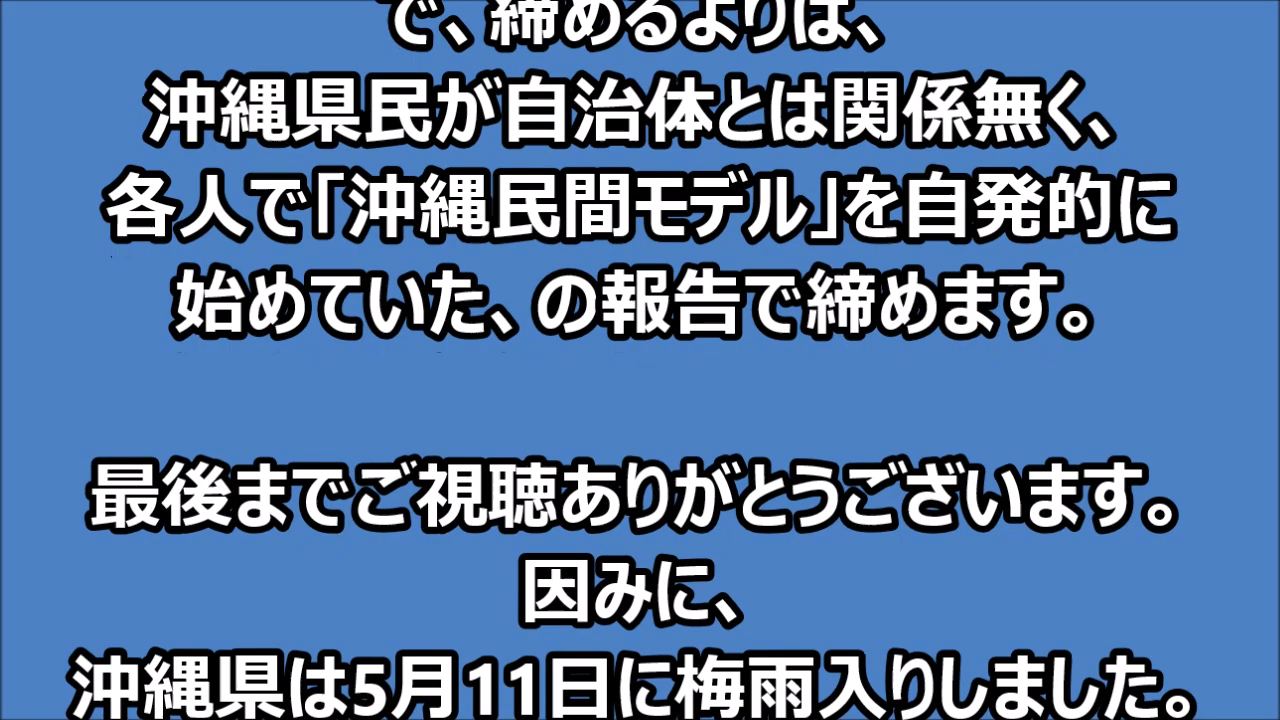 で、締めるよりは、
沖縄県民が自治体とは関係無く、
各人で「沖縄民間モデル」を自発的に
始めていた、の報告で締めます。
最後までご視聴ありがとうございます。
因みに、
沖縄県は5月11日に梅雨入りしました。